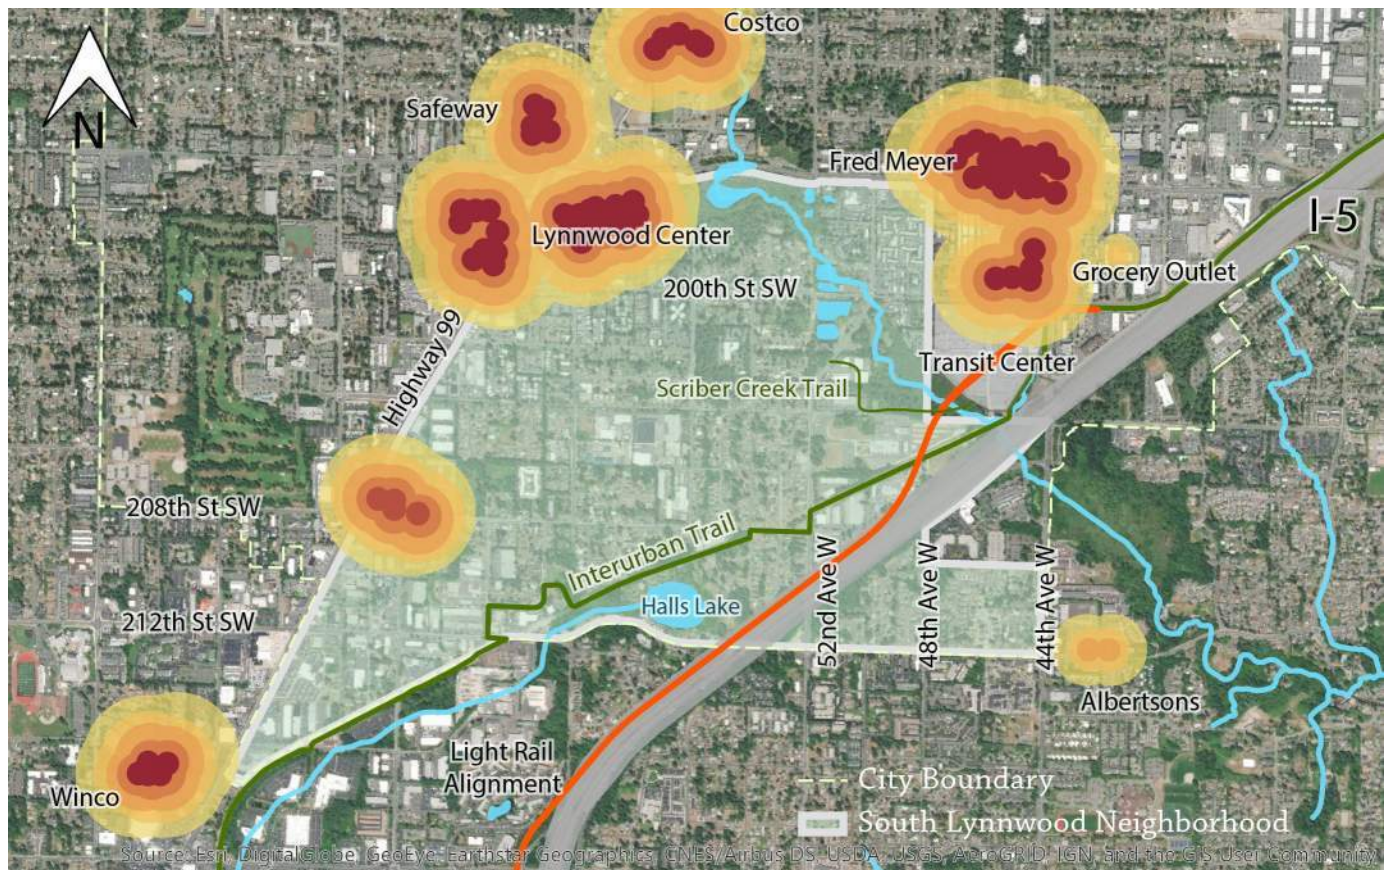 Costco
Safeway
N
Fred Meyer
I-5
Lynnwood Center
Grocery Outlet
200th St SW
Highway 99
Transit Center
Scriber Creek Trail
208th St SW
Interurban Trail
Halls Lake
52nd Ave W
48th Ave W
44th Ave W
212th St SW
Albertsons
Light Rail
Alignment
Winco
City Boundary
South Lynnwood Neighborhood
Source: Esri, DigitalGlobe, GeoEye, Earthstar Geographics, CNES/Airbus DS, USDA, USGS, AeroGRID, IGN, and the GIS User Community